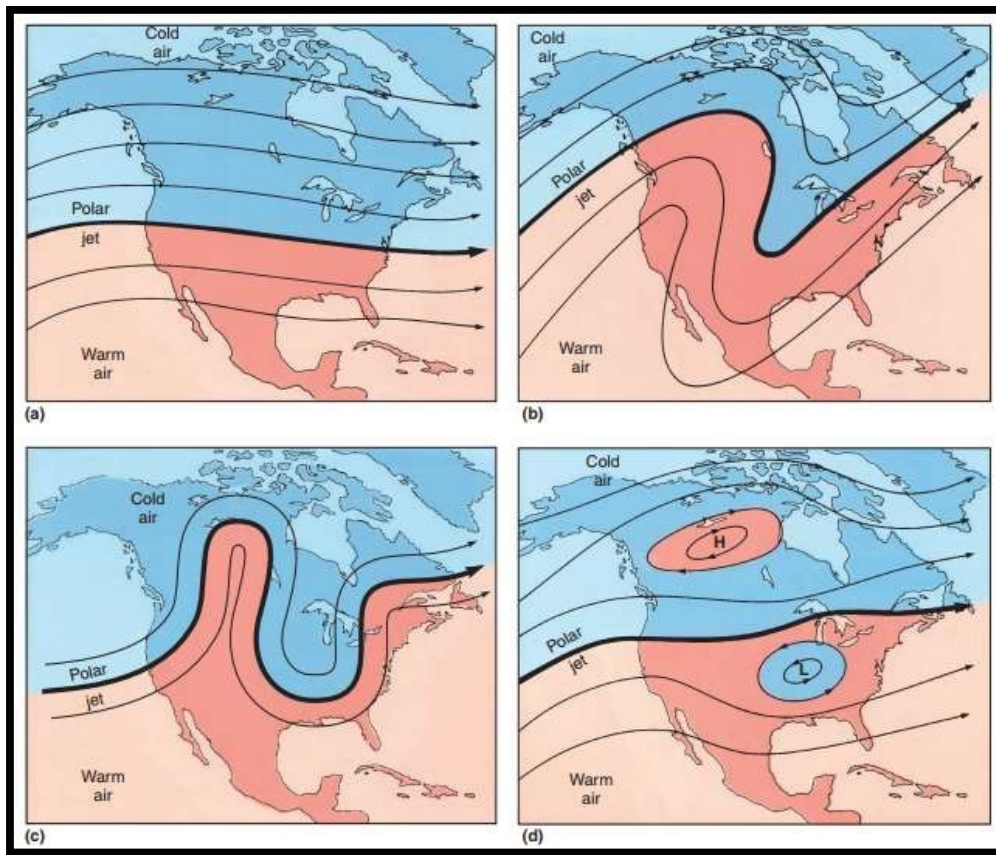 Cold
air
Polar
jet
Warm
air
(a)
Cold
air
Polar
jet
Warm
air
(b)
Cold
air
Polar
jet
Warm
air
(c)
Cold
air
H
Polar
jet
L
Warm
air
(d)